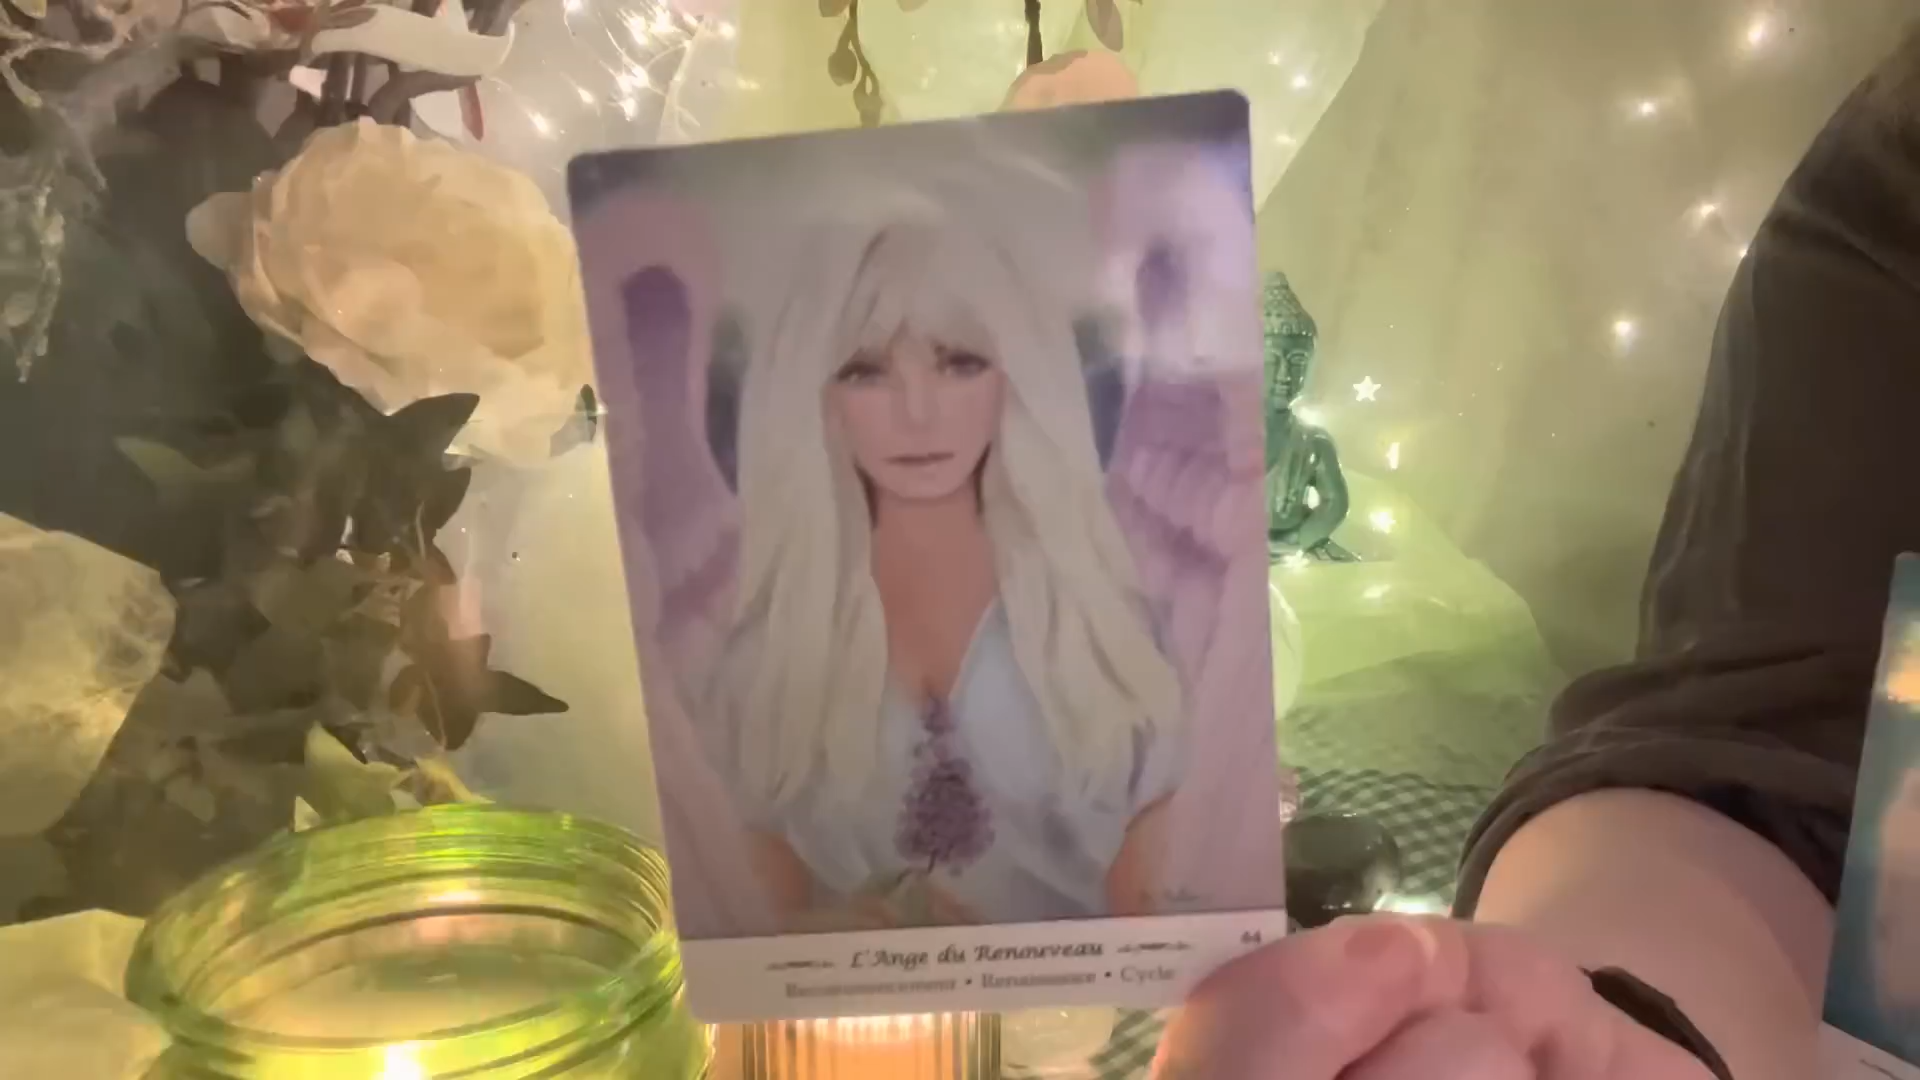 L'Ange du Renouveau
44
Recommencement • Renaissance • Cycle